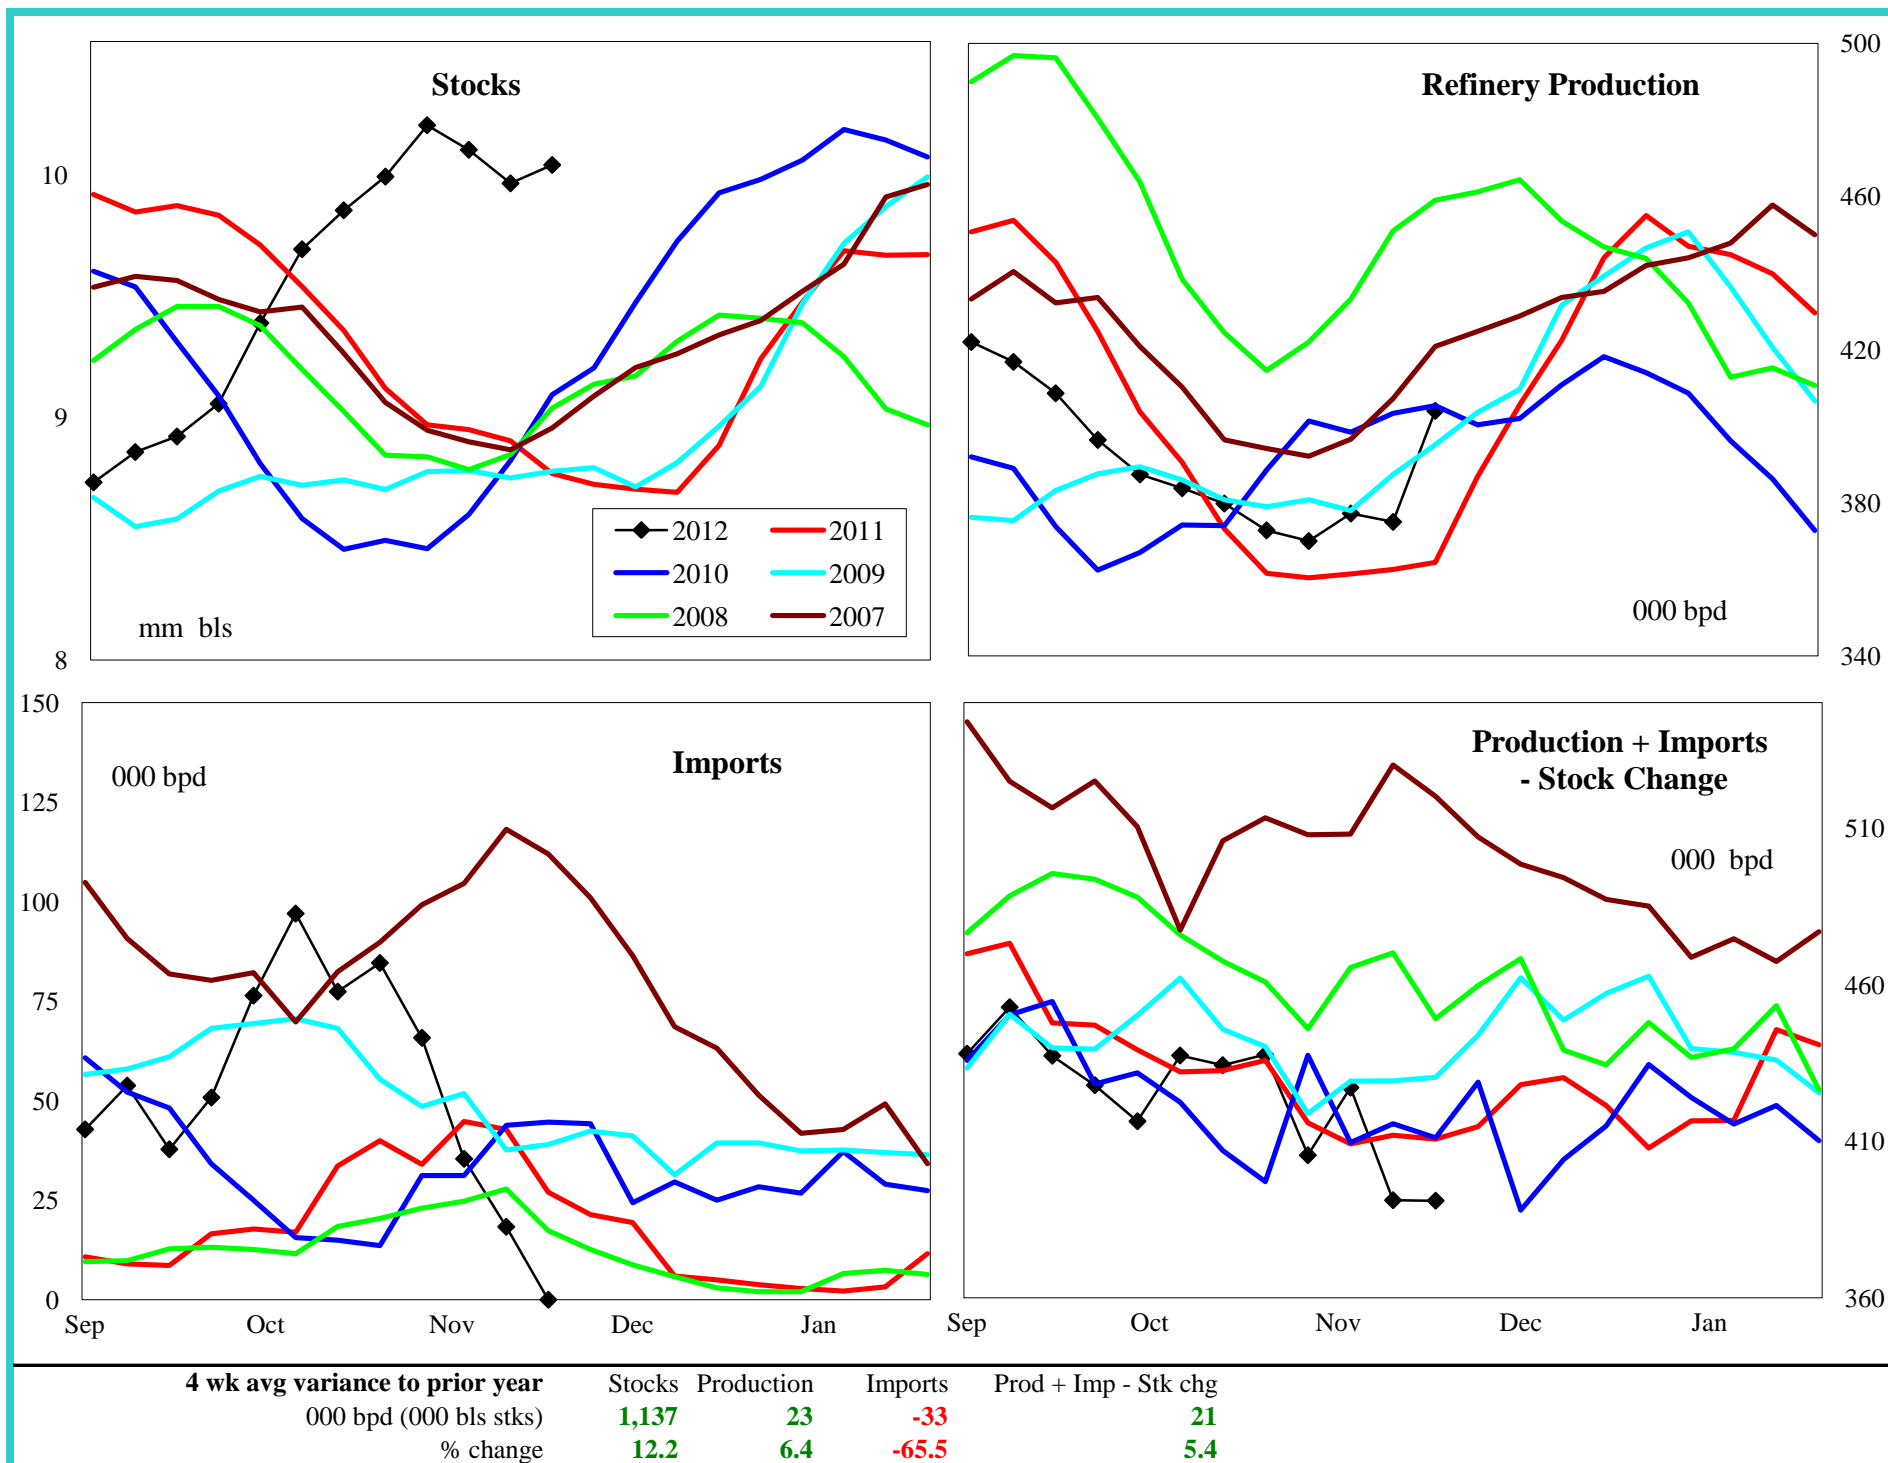 Stocks
10
9
8
mm bls
2012 2011
2010 2009
2008 2007
Refinery Production
500
460
420
380
340
000 bpd
150
125
100
75
50
25
0
000 bpd
Imports
Sep Oct Nov Dec Jan
Production + Imports
- Stock Change
000 bpd
510
460
410
360
Sep Oct Nov Dec Jan
4 wk avg variance to prior year Stocks Production Imports Prod + Imp - Stk chg
000 bpd (000 bls stks) 1,137 23 -33 21
% change 12.2 6.4 -65.5 5.4